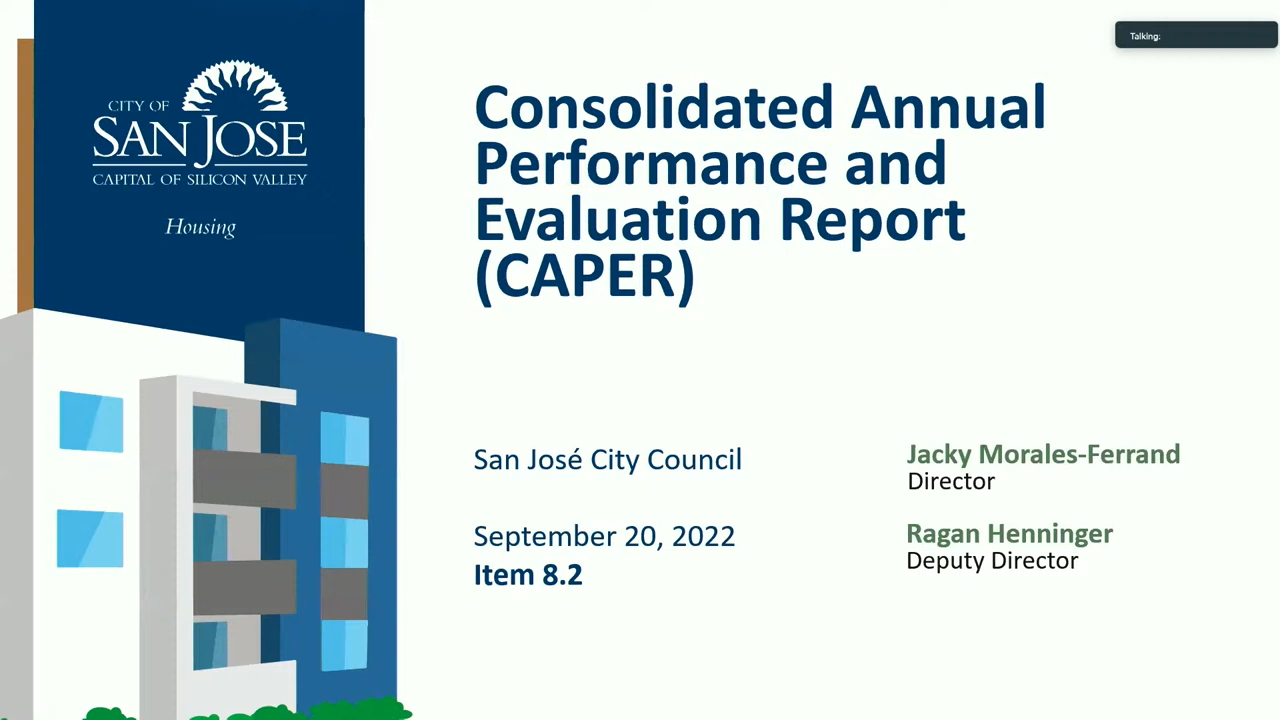 Talking:
CITY OF
SAN JOSE
CAPITAL OF SILICON VALLEY
Housing
Consolidated Annual
Performance and
Evaluation Report
(CAPER)
San José City Council
September 20, 2022
Item 8.2
Jacky Morales-Ferrand
Director
Ragan Henninger
Deputy Director